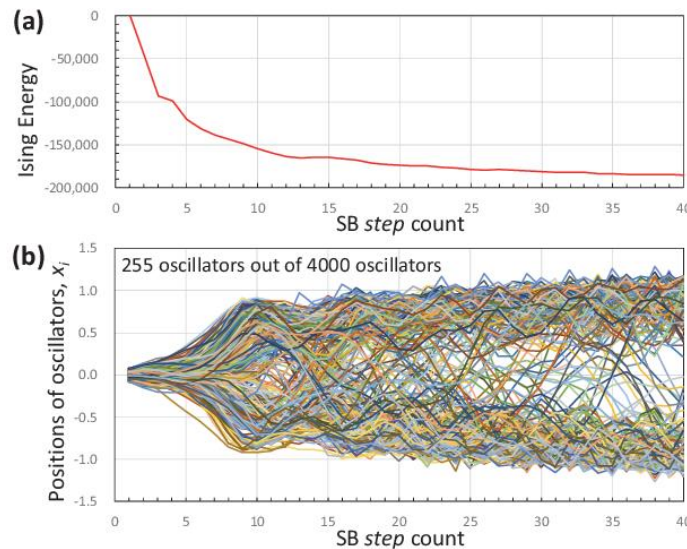 (a)
Ising Energy
0
-50,000
-100,000
-150,000
-200,000
0 5 10 15 20 25 30 35 40
SB step count
(b)
255 oscillators out of 4000 oscillators
Positions of oscillators, xi
1.5
1.0
0.5
0.0
-0.5
-1.0
-1.5
0 5 10 15 20 25 30 35 40
SB step count